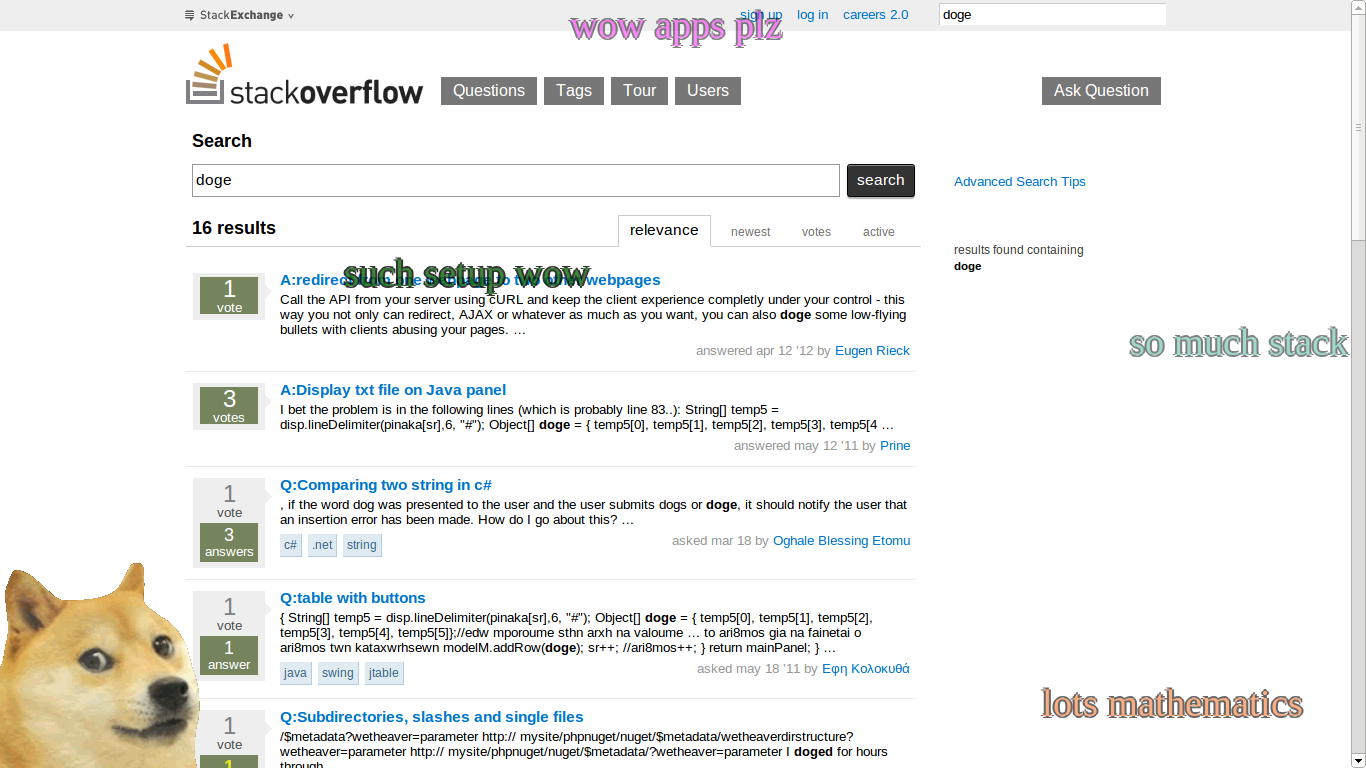 StackExchange
sign up log in careers 2.0
doge
wow apps plz
stackoverflow
Questions Tags Tour Users
Ask Question
Search
doge
search
Advanced Search Tips
16 results
relevance newest votes active
results found containing
doge
such setup wow
1
vote
A:redirect from one webpage to two other webpages
Call the API from your server using cURL and keep the client experience completly under your control - this
way you not only can redirect, AJAX or whatever as much as you want, you can also doge some low-flying
bullets with clients abusing your pages. …
answered apr 12 '12 by Eugen Rieck
so much stack
3
votes
A:Display txt file on Java panel
I bet the problem is in the following lines (which is probably line 83..): String[] temp5 =
disp.lineDelimiter(pinaka[sr],6, "#"); Object[] doge = { temp5[0], temp5[1], temp5[2], temp5[3], temp5[4 …
answered may 12 '11 by Prine
1
vote
3
answers
Q:Comparing two string in c#
, if the word dog was presented to the user and the user submits dogs or doge, it should notify the user that
an insertion error has been made. How do I go about this? …
c# .net string
asked mar 18 by Oghale Blessing Etomu
1
vote
1
answer
Q:table with buttons
{ String[] temp5 = disp.lineDelimiter(pinaka[sr],6, "#"); Object[] doge = { temp5[0], temp5[1], temp5[2],
temp5[3], temp5[4], temp5[5]};//edw mporoume sthn arxh na valoume … to ari8mos gia na fainetai o
ari8mos twn kataxwrhsewn modelM.addRow(doge); sr++; //ari8mos++; } return mainPanel; } …
java swing jtable
asked may 18 '11 by Εφη Κολοκυθά
lots mathematics
1
vote
1
Q:Subdirectories, slashes and single files
/$metadata?wetheaver=parameter http:// mysite/phpnuget/nuget/$metadata/wetheaverdirstructure?
wetheaver=parameter http:// mysite/phpnuget/nuget/$metadata/?wetheaver=parameter I doged for hours
through